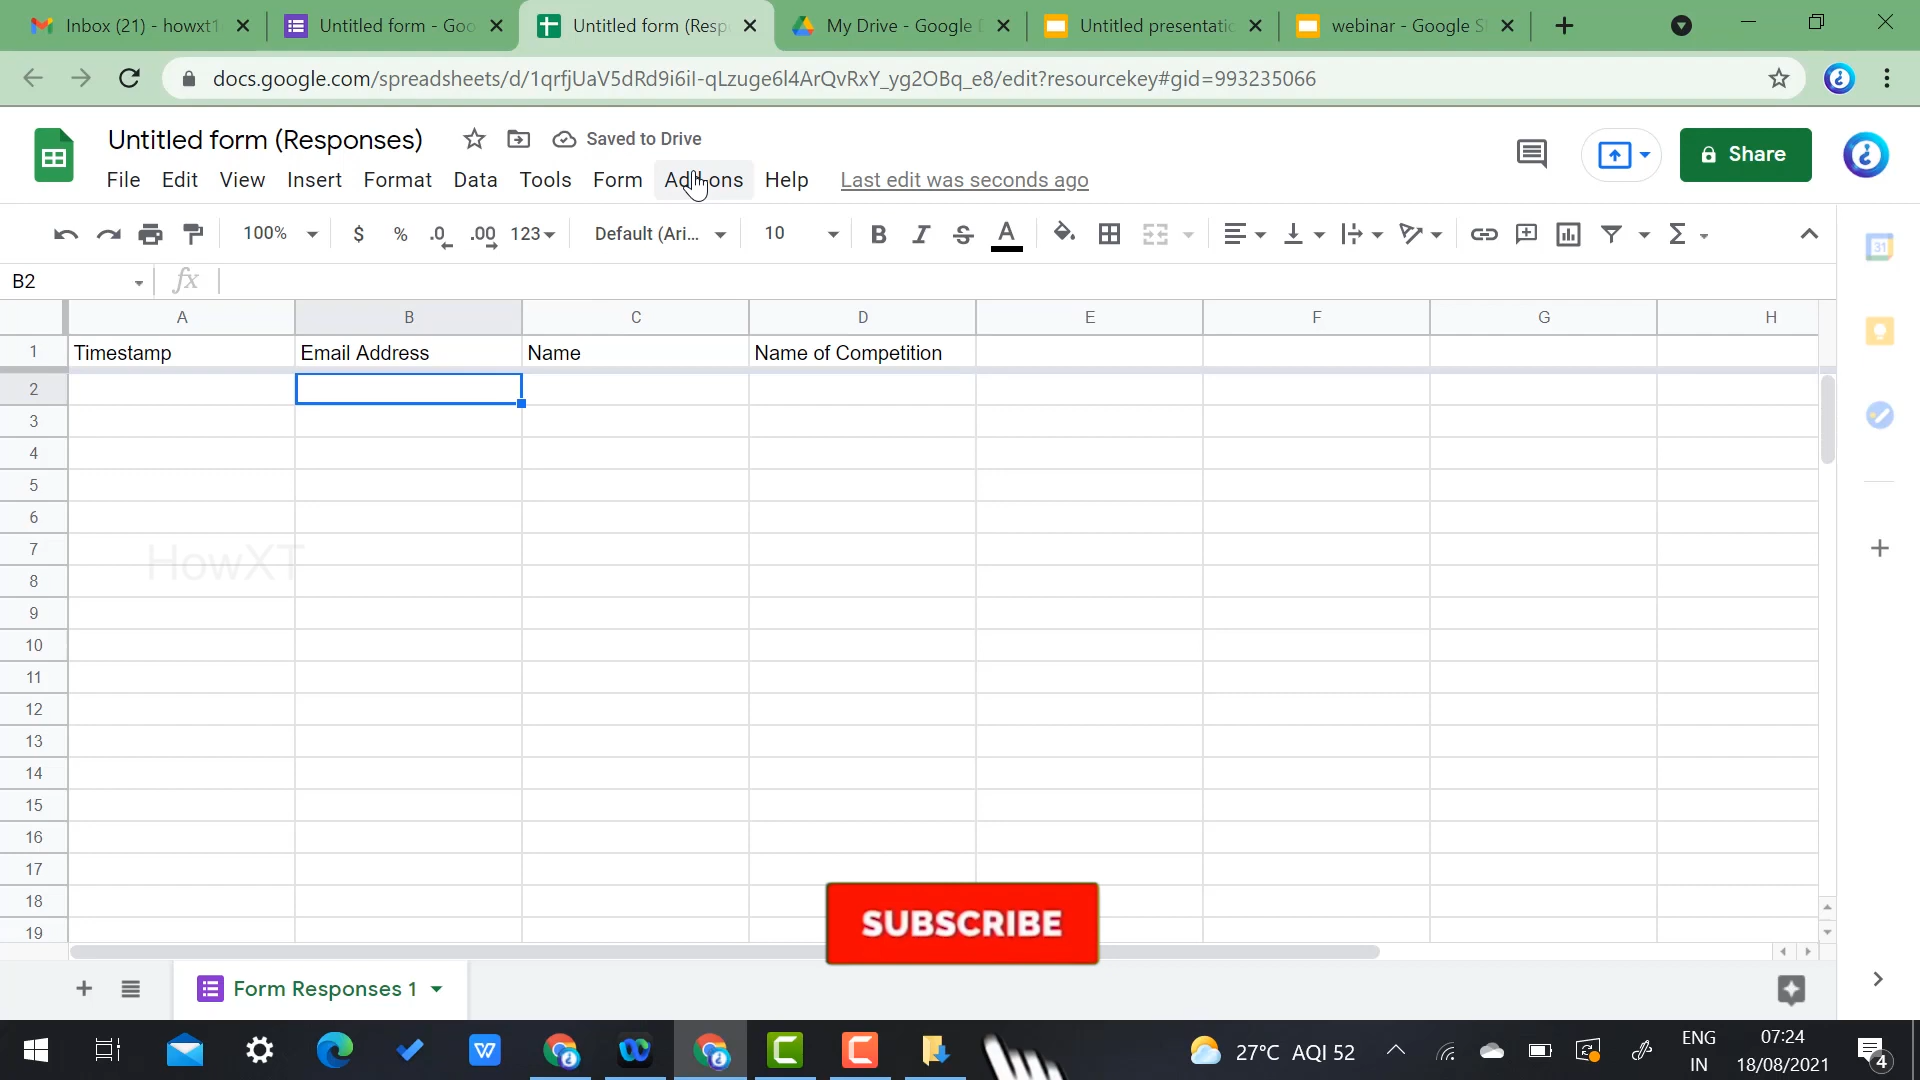 Inbox (21) - howxt1
Untitled form - Goo
Untitled form (Resp
My Drive - Google D
Untitled presentatic
webinar - Google Sl
docs.google.com/spreadsheets/d/1qrfjUaV5dRd9i6iI-qLzuge6l4ArQvRxY_yg2OBq_e8/edit?resourcekey#gid=993235066
Untitled form (Responses)
Saved to Drive
Share
File Edit View Insert Format Data Tools Form Add-ons Help Last edit was seconds ago
100% $ % .0 .00 123 Default (Ari... 10 B I S A
31
B2 fx
A B C D E F G H
1 Timestamp Email Address Name Name of Competition
2
3
4
5
6
7
HowXT
8
9
10
11
12
13
14
15
16
17
18
SUBSCRIBE
19
Form Responses 1
27°C AQI 52
ENG
IN
07:24
18/08/2021
4